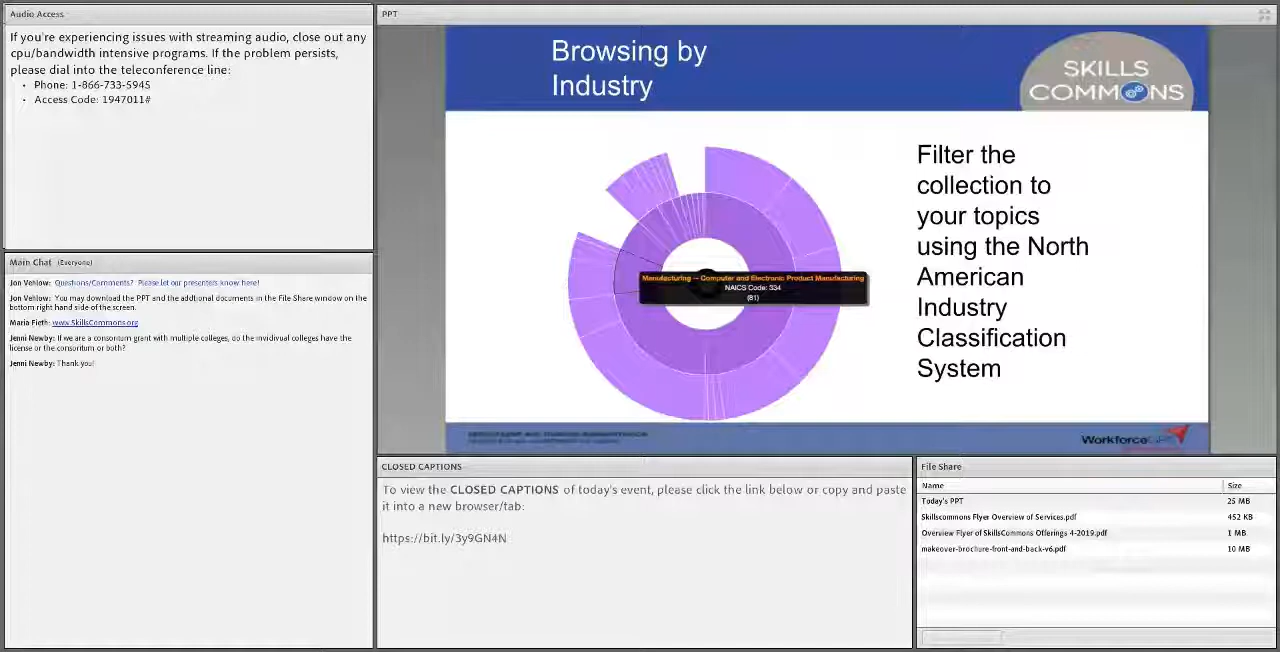 Audio Access
If you're experiencing issues with streaming audio, close out any
cpu/bandwidth intensive programs. If the problem persists,
please dial into the teleconference line:
• Phone: 1-866-733-5945
• Access Code: 1947011#
Main Chat (Everyone)
Jon Vehlow: Questions/Comments? Please let our presenters know here!
Jon Vehlow: You may download the PPT and the addtional documents in the File Share window on the
bottom right hand side of the screen.
Maria Fieth: www.SkillsCommons.org
Jenni Newby: If we are a consortum grant with multiple colleges, do the invidivual colleges have the
license or the consoritum or both?
Jenni Newby: Thank you!
PPT
Browsing by
Industry
SKILLS
COMMONS
Manufacturing -- Computer and Electronic Product Manufacturing
NAICS Code: 334
(81)
Filter the
collection to
your topics
using the North
American
Industry
Classification
System
WorkforceGPS
CLOSED CAPTIONS
To view the CLOSED CAPTIONS of today's event, please click the link below or copy and paste
it into a new browser/tab:
https://bit.ly/3y9GN4N
File Share
Name Size
Today's PPT 25 MB
Skillscommons Flyer Overview of Services.pdf 452 KB
Overview Flyer of SkillsCommons Offerings 4-2019.pdf 1 MB
makeover-brochure-front-and-back-v6.pdf 10 MB